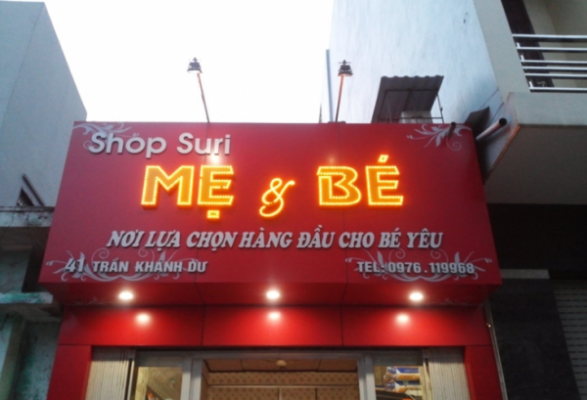 Shop Suri
MẸ & BÉ
NƠI LỰA CHỌN HÀNG ĐẦU CHO BÉ YÊU
41 TRẦN KHÁNH DƯ
TEL: 0976.119968